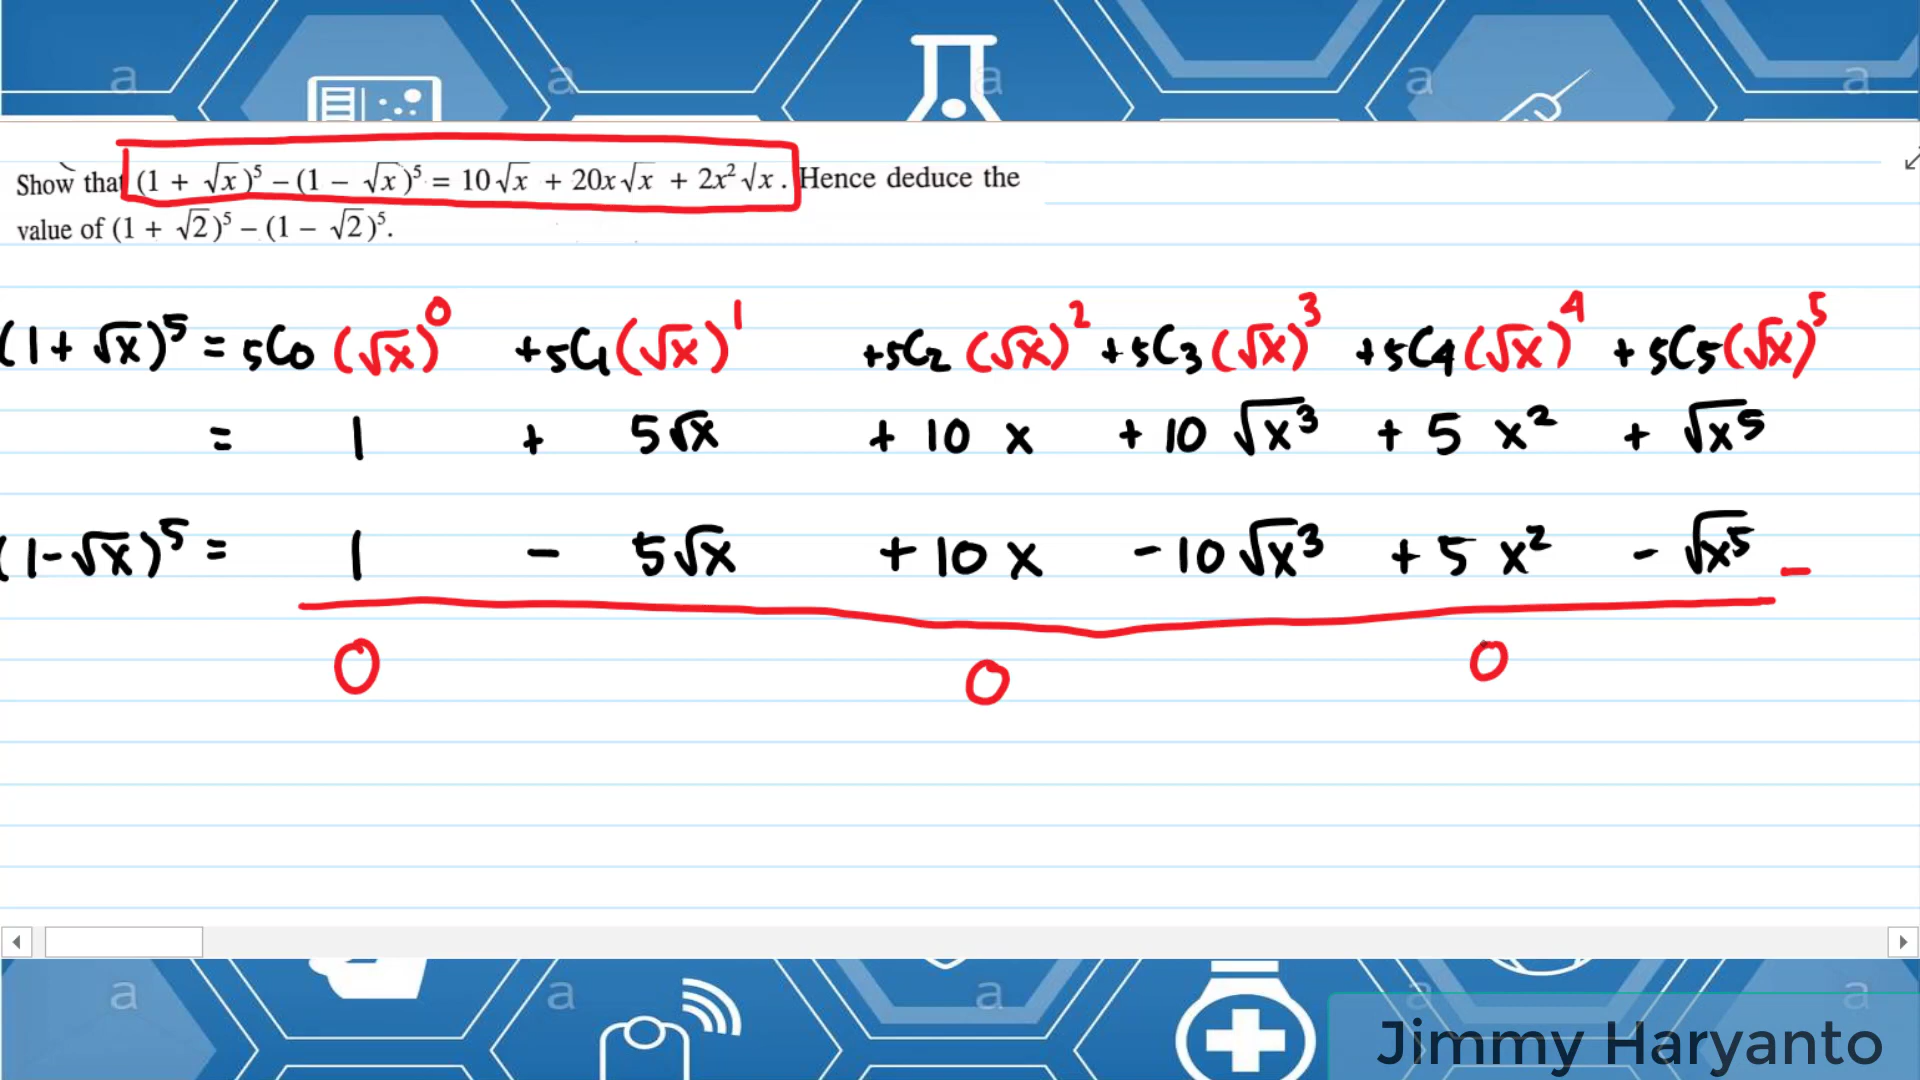 Show that (1 + √x)⁵ – (1 – √x)⁵ = 10√x + 20x√x + 2x²√x. Hence deduce the
value of (1 + √2)⁵ – (1 – √2)⁵.
(1+√x)⁵ = 5C0 (√x)⁰ +5C1(√x)¹ +5C2 (√x)² +5C3(√x)³ +5C4(√x)⁴ + 5C5(√x)⁵
= 1 + 5√x + 10 x + 10 √x³ + 5 x² + √x⁵
(1-√x)⁵ = 1 - 5√x + 10 x - 10√x³ + 5 x² - √x⁵ -
0 0 0
Jimmy Haryanto